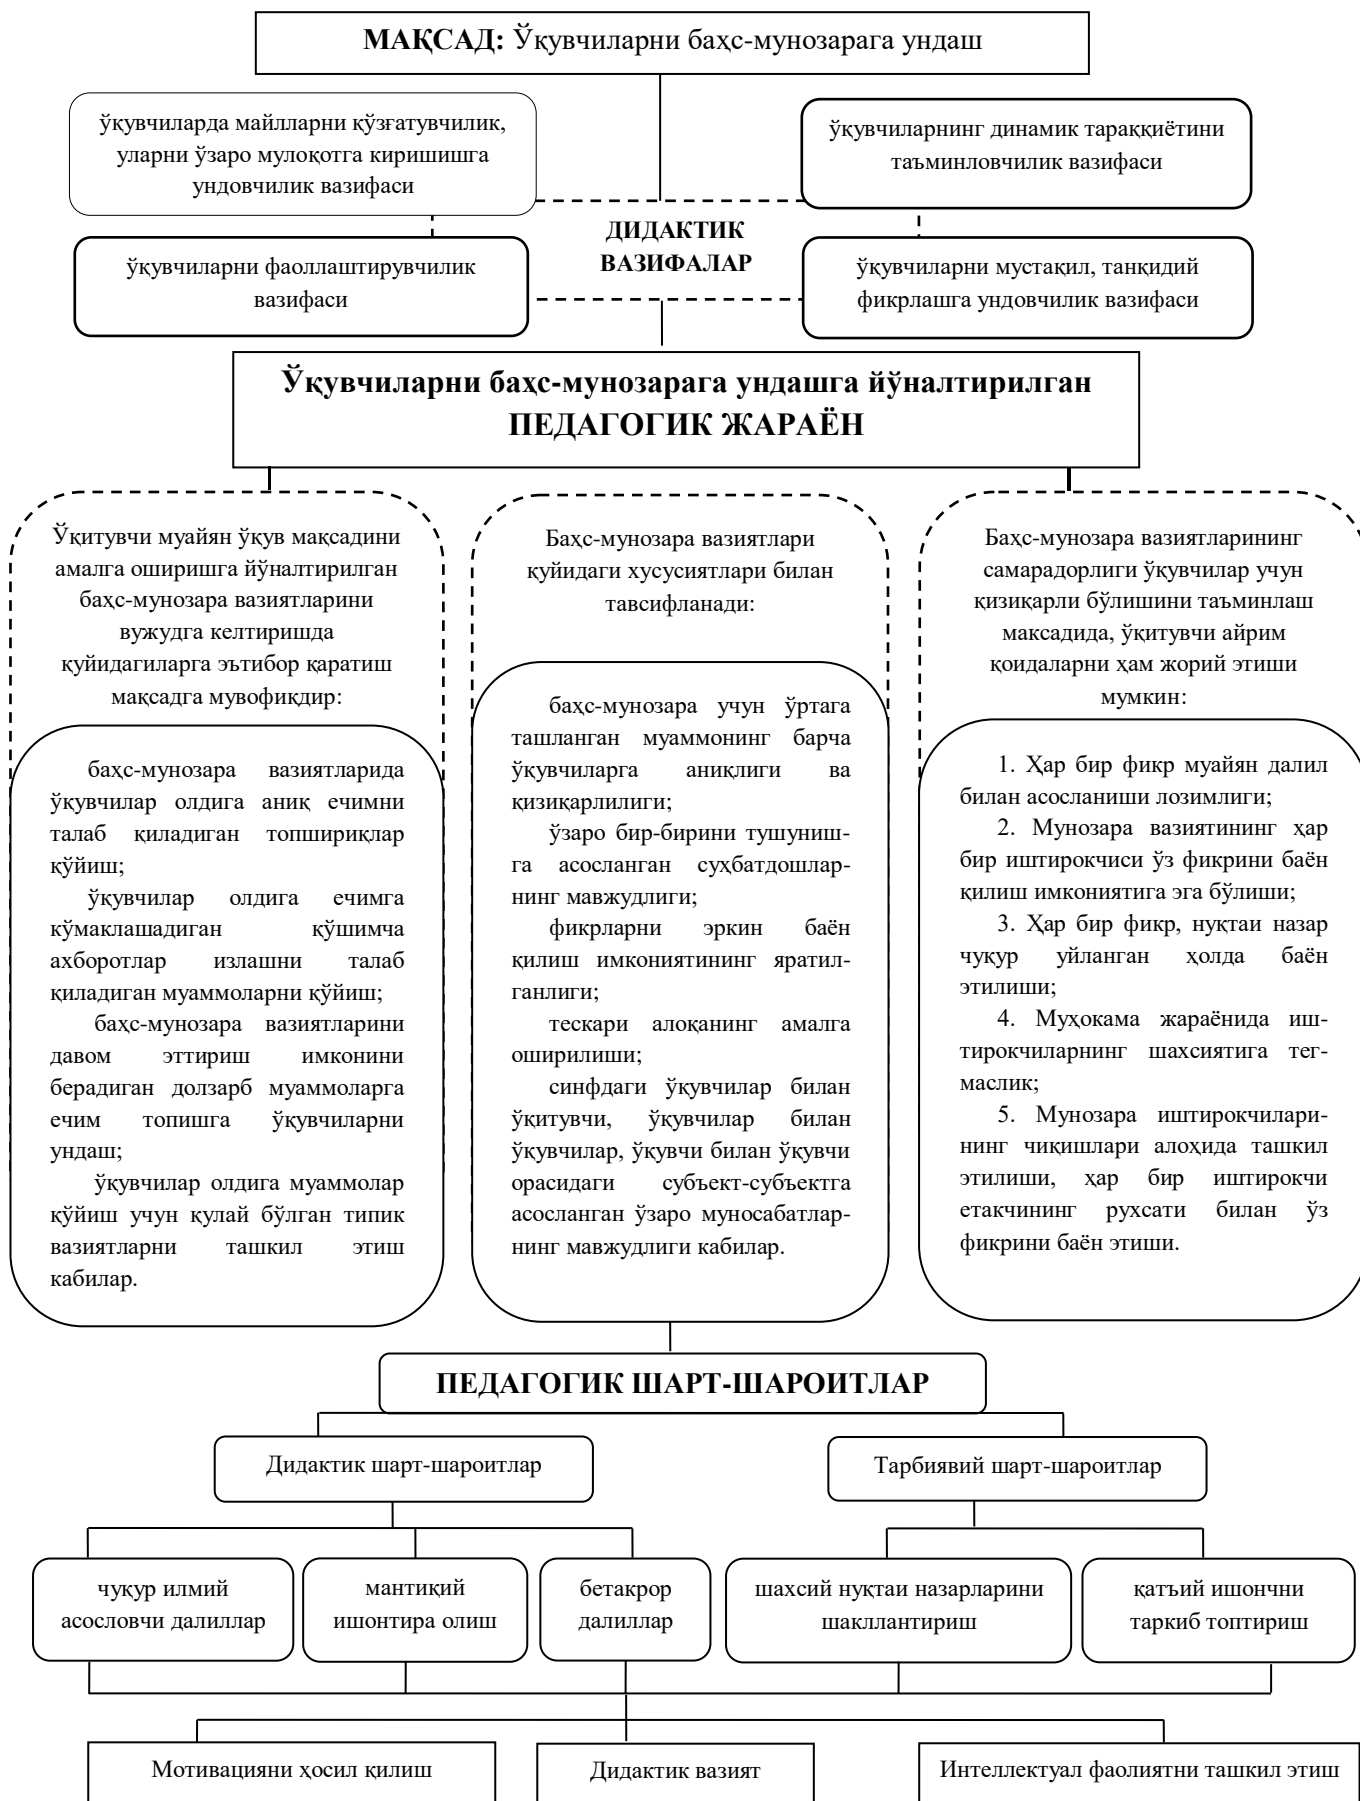 МАҚСАД: Ўқувчиларни баҳс-мунозарага ундаш
ўқувчиларда майлларни қўзғатувчилик,
уларни ўзаро мулоқотга киришишга
ундовчилик вазифаси
ўқувчиларнинг динамик тараққиётини
таъминловчилик вазифаси
ДИДАКТИК
ВАЗИФАЛАР
ўқувчиларни фаоллаштирувчилик
вазифаси
ўқувчиларни мустақил, танқидий
фикрлашга ундовчилик вазифаси
Ўқувчиларни баҳс-мунозарага ундашга йўналтирилган
ПЕДАГОГИК ЖАРАЁН
Ўқитувчи муайян ўқув мақсадини
амалга оширишга йўналтирилган
баҳс-мунозара вазиятларини
вужудга келтиришда
қуйидагиларга эътибор қаратиш
мақсадга мувофиқдир:
баҳс-мунозара вазиятларида
ўқувчилар олдига аниқ ечимни
талаб қиладиган топшириқлар
қўйиш;
ўқувчилар олдига ечимга
кўмаклашадиган қўшимча
ахборотлар излашни талаб
қиладиган муаммоларни қўйиш;
баҳс-мунозара вазиятларини
давом эттириш имконини
берадиган долзарб муаммоларга
ечим топишга ўқувчиларни
ундаш;
ўқувчилар олдига муаммолар
қўйиш учун қулай бўлган типик
вазиятларни ташкил этиш
кабилар.
Баҳс-мунозара вазиятлари
қуйидаги хусусиятлари билан
тавсифланади:
баҳс-мунозара учун ўртага
ташланган муаммонинг барча
ўқувчиларга аниқлиги ва
қизиқарлилиги;
ўзаро бир-бирини тушуниш-
га асосланган суҳбатдошлар-
нинг мавжудлиги;
фикрларни эркин баён
қилиш имкониятининг яратил-
ганлиги;
тескари алоқанинг амалга
оширилиши;
синфдаги ўқувчилар билан
ўқитувчи, ўқувчилар билан
ўқувчилар, ўқувчи билан ўқувчи
орасидаги субъект-субъектга
асосланган ўзаро муносабатлар-
нинг мавжудлиги кабилар.
Баҳс-мунозара вазиятларининг
самарадорлиги ўқувчилар учун
қизиқарли бўлишини таъминлаш
максадида, ўқитувчи айрим
қоидаларни ҳам жорий этиши
мумкин:
1. Ҳар бир фикр муайян далил
билан асосланиши лозимлиги;
2. Мунозара вазиятининг ҳар
бир иштирокчиси ўз фикрини баён
қилиш имкониятига эга бўлиши;
3. Ҳар бир фикр, нуқтаи назар
чуқур уйланган ҳолда баён
этилиши;
4. Муҳокама жараёнида иш-
тирокчиларнинг шахсиятига тег-
маслик;
5. Мунозара иштирокчилари-
нинг чиқишлари алоҳида ташкил
этилиши, ҳар бир иштирокчи
етакчининг рухсати билан ўз
фикрини баён этиши.
ПЕДАГОГИК ШАРТ-ШАРОИТЛАР
Дидактик шарт-шароитлар
Тарбиявий шарт-шароитлар
чуқур илмий
асословчи далиллар
мантиқий
ишонтира олиш
бетакрор
далиллар
шахсий нуқтаи назарларини
шакллантириш
қатъий ишончни
таркиб топтириш
Мотивацияни ҳосил қилиш
Дидактик вазият
Интеллектуал фаолиятни ташкил этиш